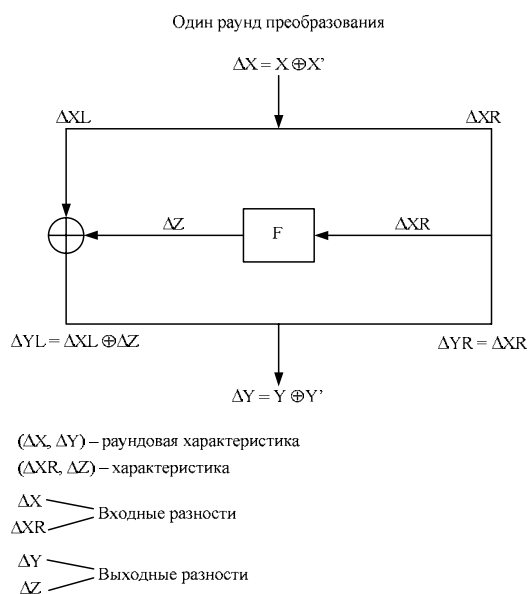 Один раунд преобразования
ΔX = X ⊕X’
ΔXL ΔXR
ΔZ F ΔXR
ΔYL = ΔXL ⊕ΔZ ΔYR = ΔXR
ΔY = Y ⊕Y’
(ΔX, ΔY) – раундовая характеристика
(ΔXR, ΔZ) – характеристика
ΔX
ΔXR
Входные разности
ΔY
ΔZ
Выходные разности